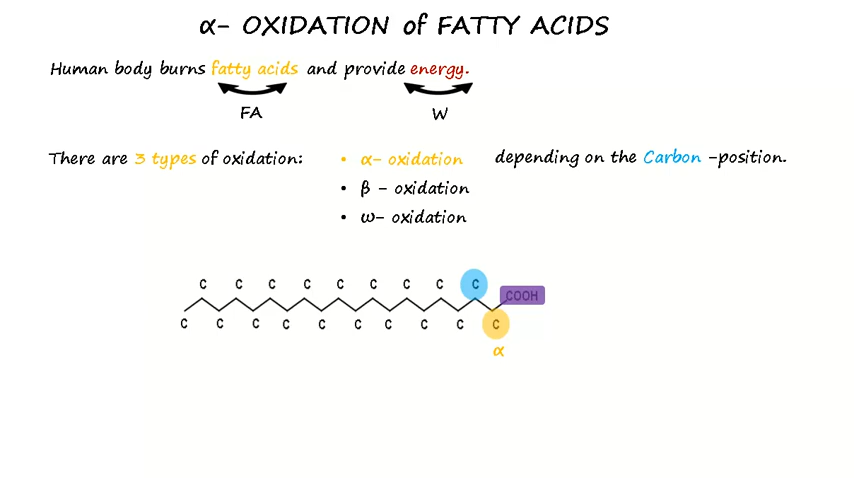 α- OXIDATION of FATTY ACIDS
Human body burns fatty acids and provide energy.
FA W
There are 3 types of oxidation: • α- oxidation depending on the Carbon -position.
• β - oxidation
• ω- oxidation
C C C C C C C C C
COOH
C C C C C C C C C C
α